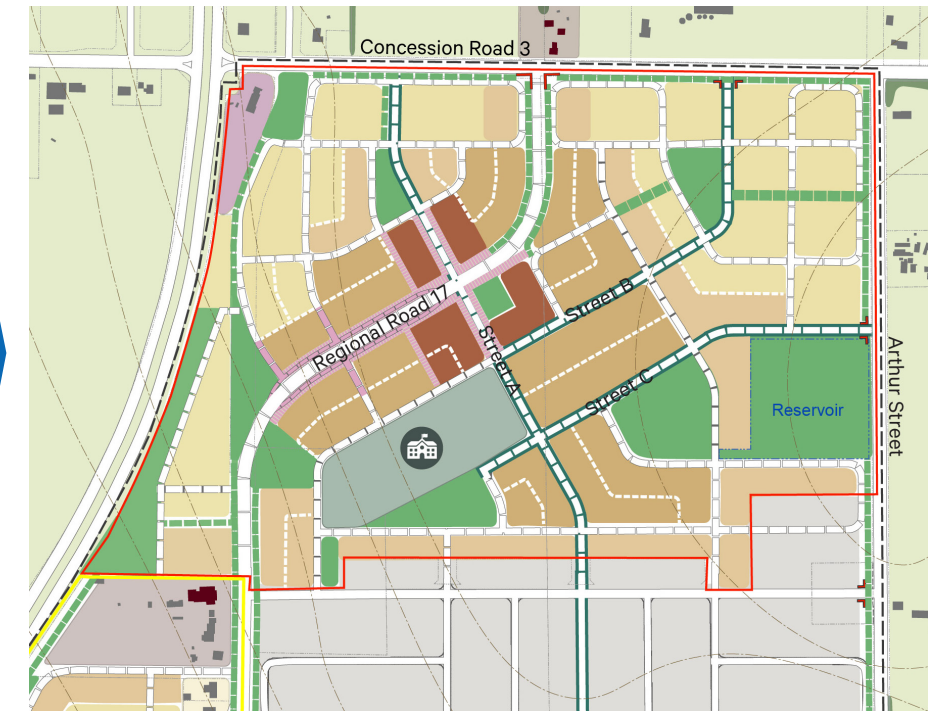 Concession Road 3
Regional Road 17
Street B
Street A
Street C
Arthur Street
Reservoir